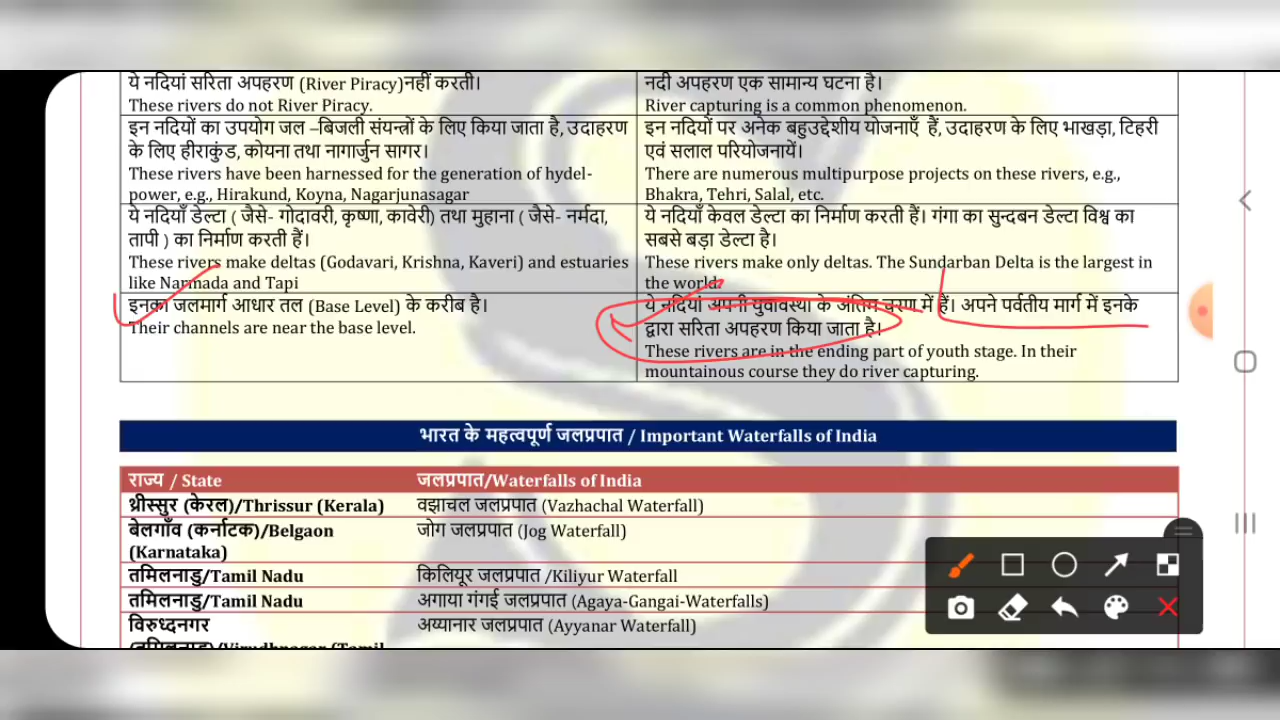 ये नदियां सरिता अपहरण (River Piracy)नहीं करती।
These rivers do not River Piracy.
नदी अपहरण एक सामान्य घटना है।
River capturing is a common phenomenon.
इन नदियों का उपयोग जल –बिजली संयन्त्रों के लिए किया जाता है, उदाहरण
के लिए हीराकुंड, कोयना तथा नागार्जुन सागर।
These rivers have been harnessed for the generation of hydel-
power, e.g., Hirakund, Koyna, Nagarjunasagar
इन नदियों पर अनेक बहुउद्देशीय योजनाएँ हैं, उदाहरण के लिए भाखड़ा, टिहरी
एवं सलाल परियोजनायें।
There are numerous multipurpose projects on these rivers, e.g.,
Bhakra, Tehri, Salal, etc.
ये नदियाँ डेल्टा ( जैसे- गोदावरी, कृष्णा, कावेरी) तथा मुहाना ( जैसे- नर्मदा,
तापी ) का निर्माण करती हैं।
These rivers make deltas (Godavari, Krishna, Kaveri) and estuaries
like Narmada and Tapi
ये नदियाँ केवल डेल्टा का निर्माण करती हैं। गंगा का सुन्दबन डेल्टा विश्व का
सबसे बड़ा डेल्टा है।
These rivers make only deltas. The Sundarban Delta is the largest in
the world.
इनका जलमार्ग आधार तल (Base Level) के करीब है।
Their channels are near the base level.
ये नदियां अपनी युवावस्था के अंतिम चरण में हैं। अपने पर्वतीय मार्ग में इनके
द्वारा सरिता अपहरण किया जाता है।
These rivers are in the ending part of youth stage. In their
mountainous course they do river capturing.
भारत के महत्वपूर्ण जलप्रपात / Important Waterfalls of India
राज्य / State
जलप्रपात/Waterfalls of India
थ्रीस्सुर (केरल)/Thrissur (Kerala)
वझाचल जलप्रपात (Vazhachal Waterfall)
बेलगाँव (कर्नाटक)/Belgaon
(Karnataka)
जोग जलप्रपात (Jog Waterfall)
तमिलनाडु/Tamil Nadu
किलियूर जलप्रपात /Kiliyur Waterfall
तमिलनाडु/Tamil Nadu
अगाया गंगई जलप्रपात (Agaya-Gangai-Waterfalls)
विरुध्दनगर
(तमिलनाडु)/Virudhnagar (Tamil
अय्यानार जलप्रपात (Ayyanar Waterfall)